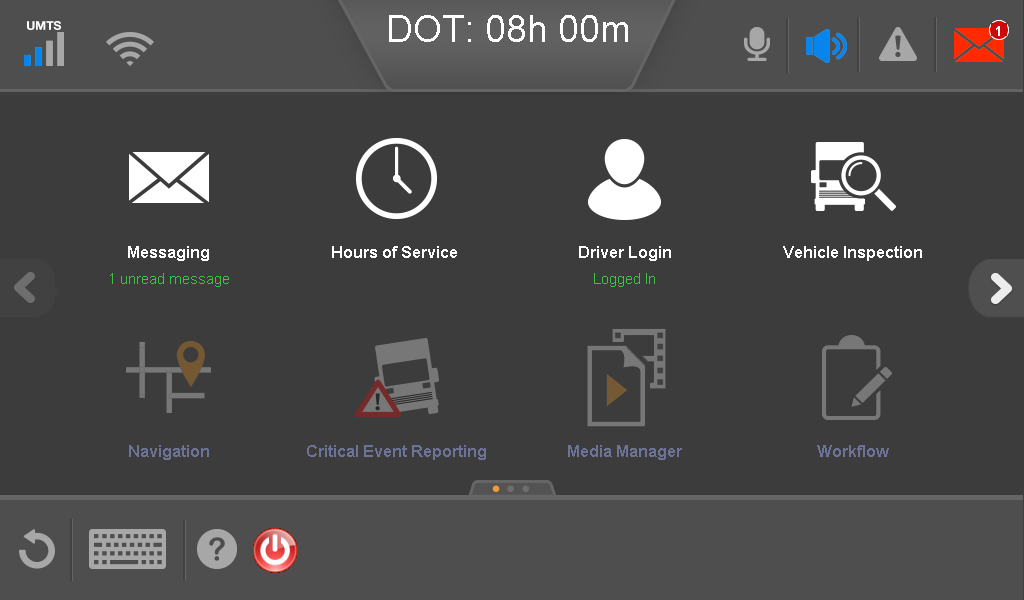 UMTS
DOT: 08h 00m
1
Messaging
1 unread message
Hours of Service
Driver Login
Logged In
Vehicle Inspection
Navigation
Critical Event Reporting
Media Manager
Workflow
?